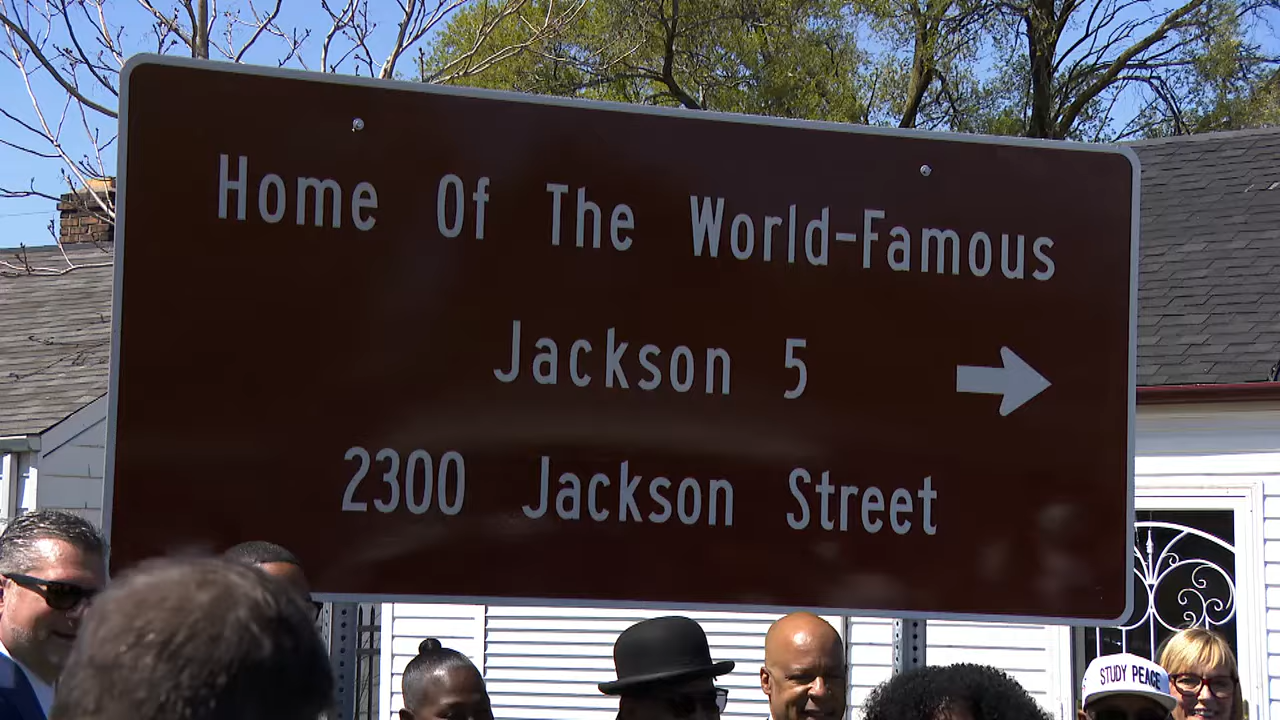 Home Of The World-Famous
Jackson 5
2300 Jackson Street
STUDY PEACE